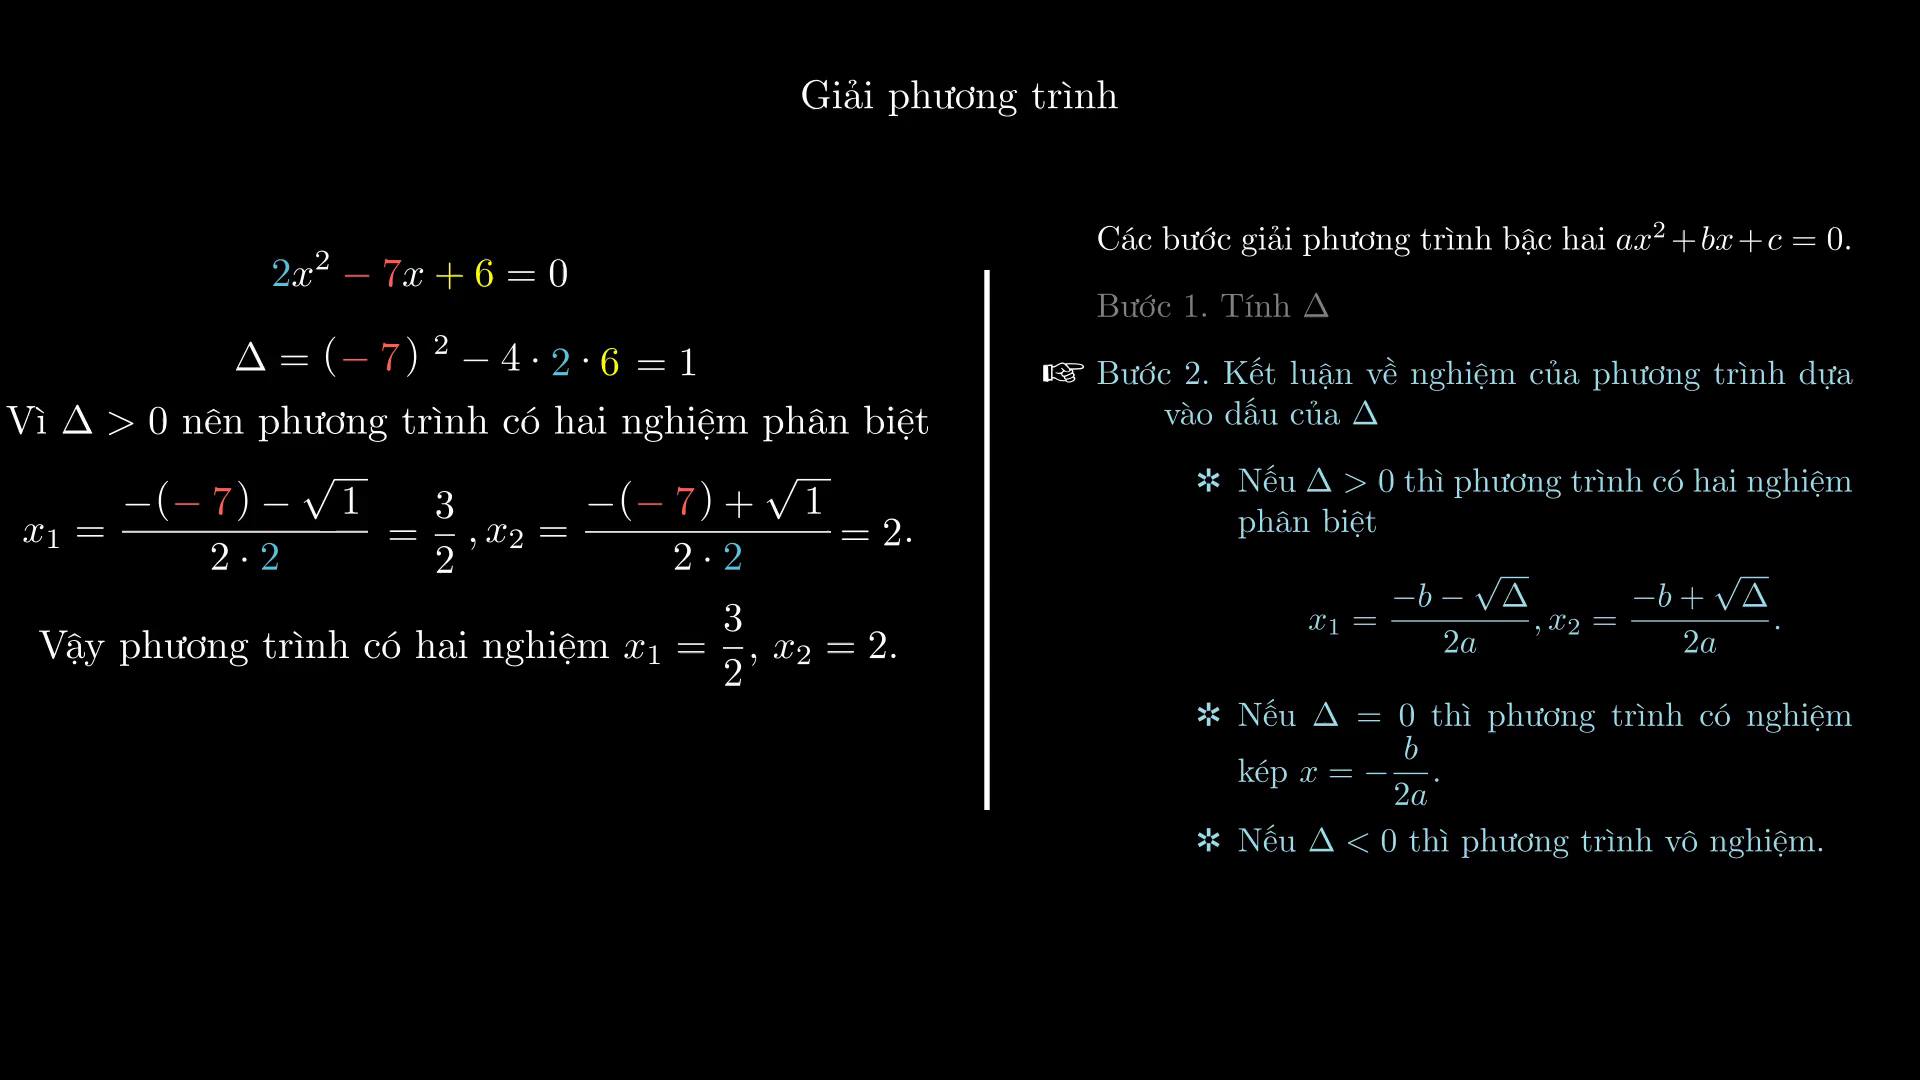 Giải phương trình
2x² − 7x + 6 = 0
Δ = (− 7)² − 4 · 2 · 6 = 1
Vì Δ > 0 nên phương trình có hai nghiệm phân biệt
x₁ = (−(− 7) − √1)/(2 · 2) = 3/2, x₂ = (−(− 7) + √1)/(2 · 2) = 2.
Vậy phương trình có hai nghiệm x₁ = 3/2, x₂ = 2.
Các bước giải phương trình bậc hai ax² + bx + c = 0.
Bước 1. Tính Δ
☞ Bước 2. Kết luận về nghiệm của phương trình dựa
vào dấu của Δ
✲ Nếu Δ > 0 thì phương trình có hai nghiệm
phân biệt
x₁ = (−b − √Δ)/(2a), x₂ = (−b + √Δ)/(2a).
✲ Nếu Δ = 0 thì phương trình có nghiệm
kép x = −b/(2a).
✲ Nếu Δ < 0 thì phương trình vô nghiệm.